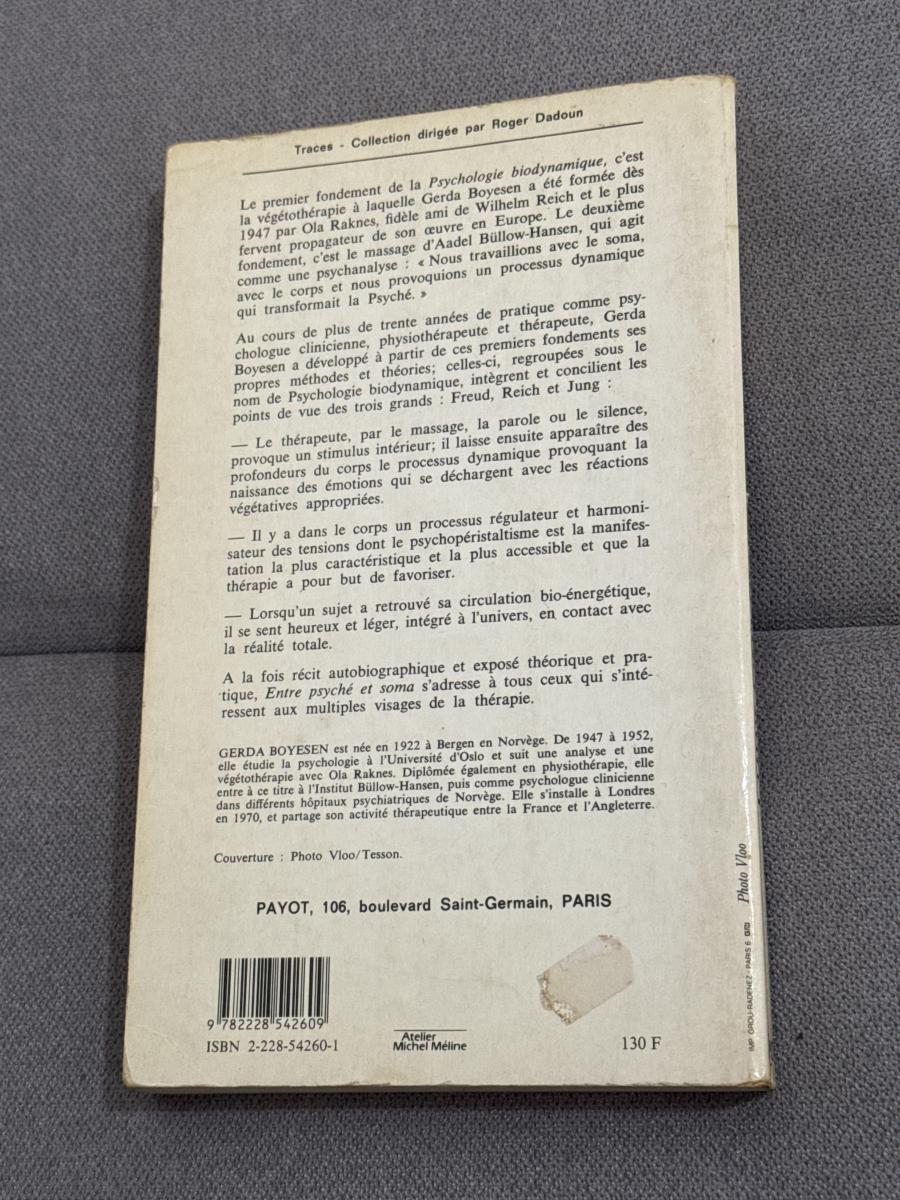 Traces - Collection dirigée par Roger Dadoun
Le premier fondement de la Psychologie biodynamique, c'est
la végétothérapie à laquelle Gerda Boyesen a été formée dès
1947 par Ola Raknes, fidèle ami de Wilhelm Reich et le plus
fervent propagateur de son œuvre en Europe. Le deuxième
fondement, c'est le massage d'Aadel Büllow-Hansen, qui agit
comme une psychanalyse : « Nous travaillions avec le soma,
avec le corps et nous provoquions un processus dynamique
qui transformait la Psyché. »
Au cours de plus de trente années de pratique comme psy-
chologue clinicienne, physiothérapeute et thérapeute, Gerda
Boyesen a développé à partir de ces premiers fondements ses
propres méthodes et théories; celles-ci, regroupées sous le
nom de Psychologie biodynamique, intègrent et concilient les
points de vue des trois grands : Freud, Reich et Jung :
— Le thérapeute, par le massage, la parole ou le silence,
provoque un stimulus intérieur; il laisse ensuite apparaître des
profondeurs du corps le processus dynamique provoquant la
naissance des émotions qui se déchargent avec les réactions
végétatives appropriées.
— Il y a dans le corps un processus régulateur et harmoni-
sateur des tensions dont le psychopéristaltisme est la manifes-
tation la plus caractéristique et la plus accessible et que la
thérapie a pour but de favoriser.
— Lorsqu'un sujet a retrouvé sa circulation bio-énergétique,
il se sent heureux et léger, intégré à l'univers, en contact avec
la réalité totale.
A la fois récit autobiographique et exposé théorique et pra-
tique, Entre psyché et soma s'adresse à tous ceux qui s'inté-
ressent aux multiples visages de la thérapie.
GERDA BOYESEN est née en 1922 à Bergen en Norvège. De 1947 à 1952,
elle étudie la psychologie à l'Université d'Oslo et suit une analyse et une
végétothérapie avec Ola Raknes. Diplômée également en physiothérapie, elle
entre à ce titre à l'Institut Büllow-Hansen, puis comme psychologue clinicienne
dans différents hôpitaux psychiatriques de Norvège. Elle s'installe à Londres
en 1970, et partage son activité thérapeutique entre la France et l'Angleterre.
Couverture : Photo Vloo/Tesson.
PAYOT, 106, boulevard Saint-Germain, PARIS
9 782228 542609
ISBN 2-228-54260-1
Atelier
Michel Méline
130 F
IMP. GROU-RADENEZ - PARIS 6
Photo Vloo